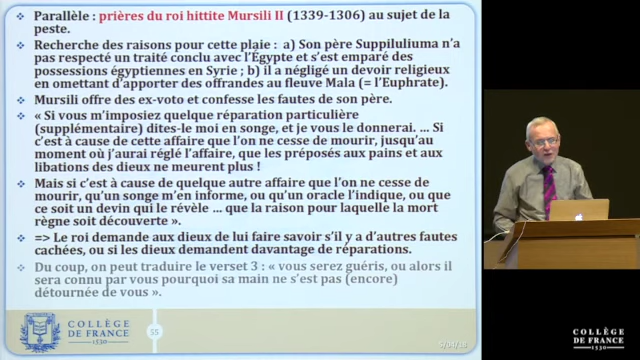 Parallèle : prières du roi hittite Mursili II (1339-1306) au sujet de la
peste.
Recherche des raisons pour cette plaie : a) Son père Suppiluliuma n'a
pas respecté un traité conclu avec l'Égypte et s'est emparé des
possessions égyptiennes en Syrie ; b) il a négligé un devoir religieux
en omettant d'apporter des offrandes au fleuve Mala (= l'Euphrate).
Mursili offre des ex-voto et confesse les fautes de son père.
« Si vous m'imposiez quelque réparation particulière
(supplémentaire) dites-le moi en songe, et je vous le donnerai. … Si
c'est à cause de cette affaire que l'on ne cesse de mourir, jusqu'au
moment où j'aurai réglé l'affaire, que les préposés aux pains et aux
libations des dieux ne meurent plus !
Mais si c'est à cause de quelque autre affaire que l'on ne cesse de
mourir, qu'un songe m'en informe, ou qu'un oracle l'indique, ou que
ce soit un devin qui le révèle … que la raison pour laquelle la mort
règne soit découverte ».
=> Le roi demande aux dieux de lui faire savoir s'il y a d'autres fautes
cachées, ou si les dieux demandent davantage de réparations.
Du coup, on peut traduire le verset 3 : « vous serez guéris, ou alors il
sera connu par vous pourquoi sa main ne s'est pas (encore)
détournée de vous ».
COLLÈGE
DE FRANCE
1530
55
COLLÈGE
DE FRANCE
1530